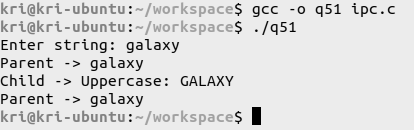 kri@kri-ubuntu:~/workspace$ gcc -o q51 ipc.c
kri@kri-ubuntu:~/workspace$ ./q51
Enter string: galaxy
Parent -> galaxy
Child -> Uppercase: GALAXY
Parent -> galaxy
kri@kri-ubuntu:~/workspace$